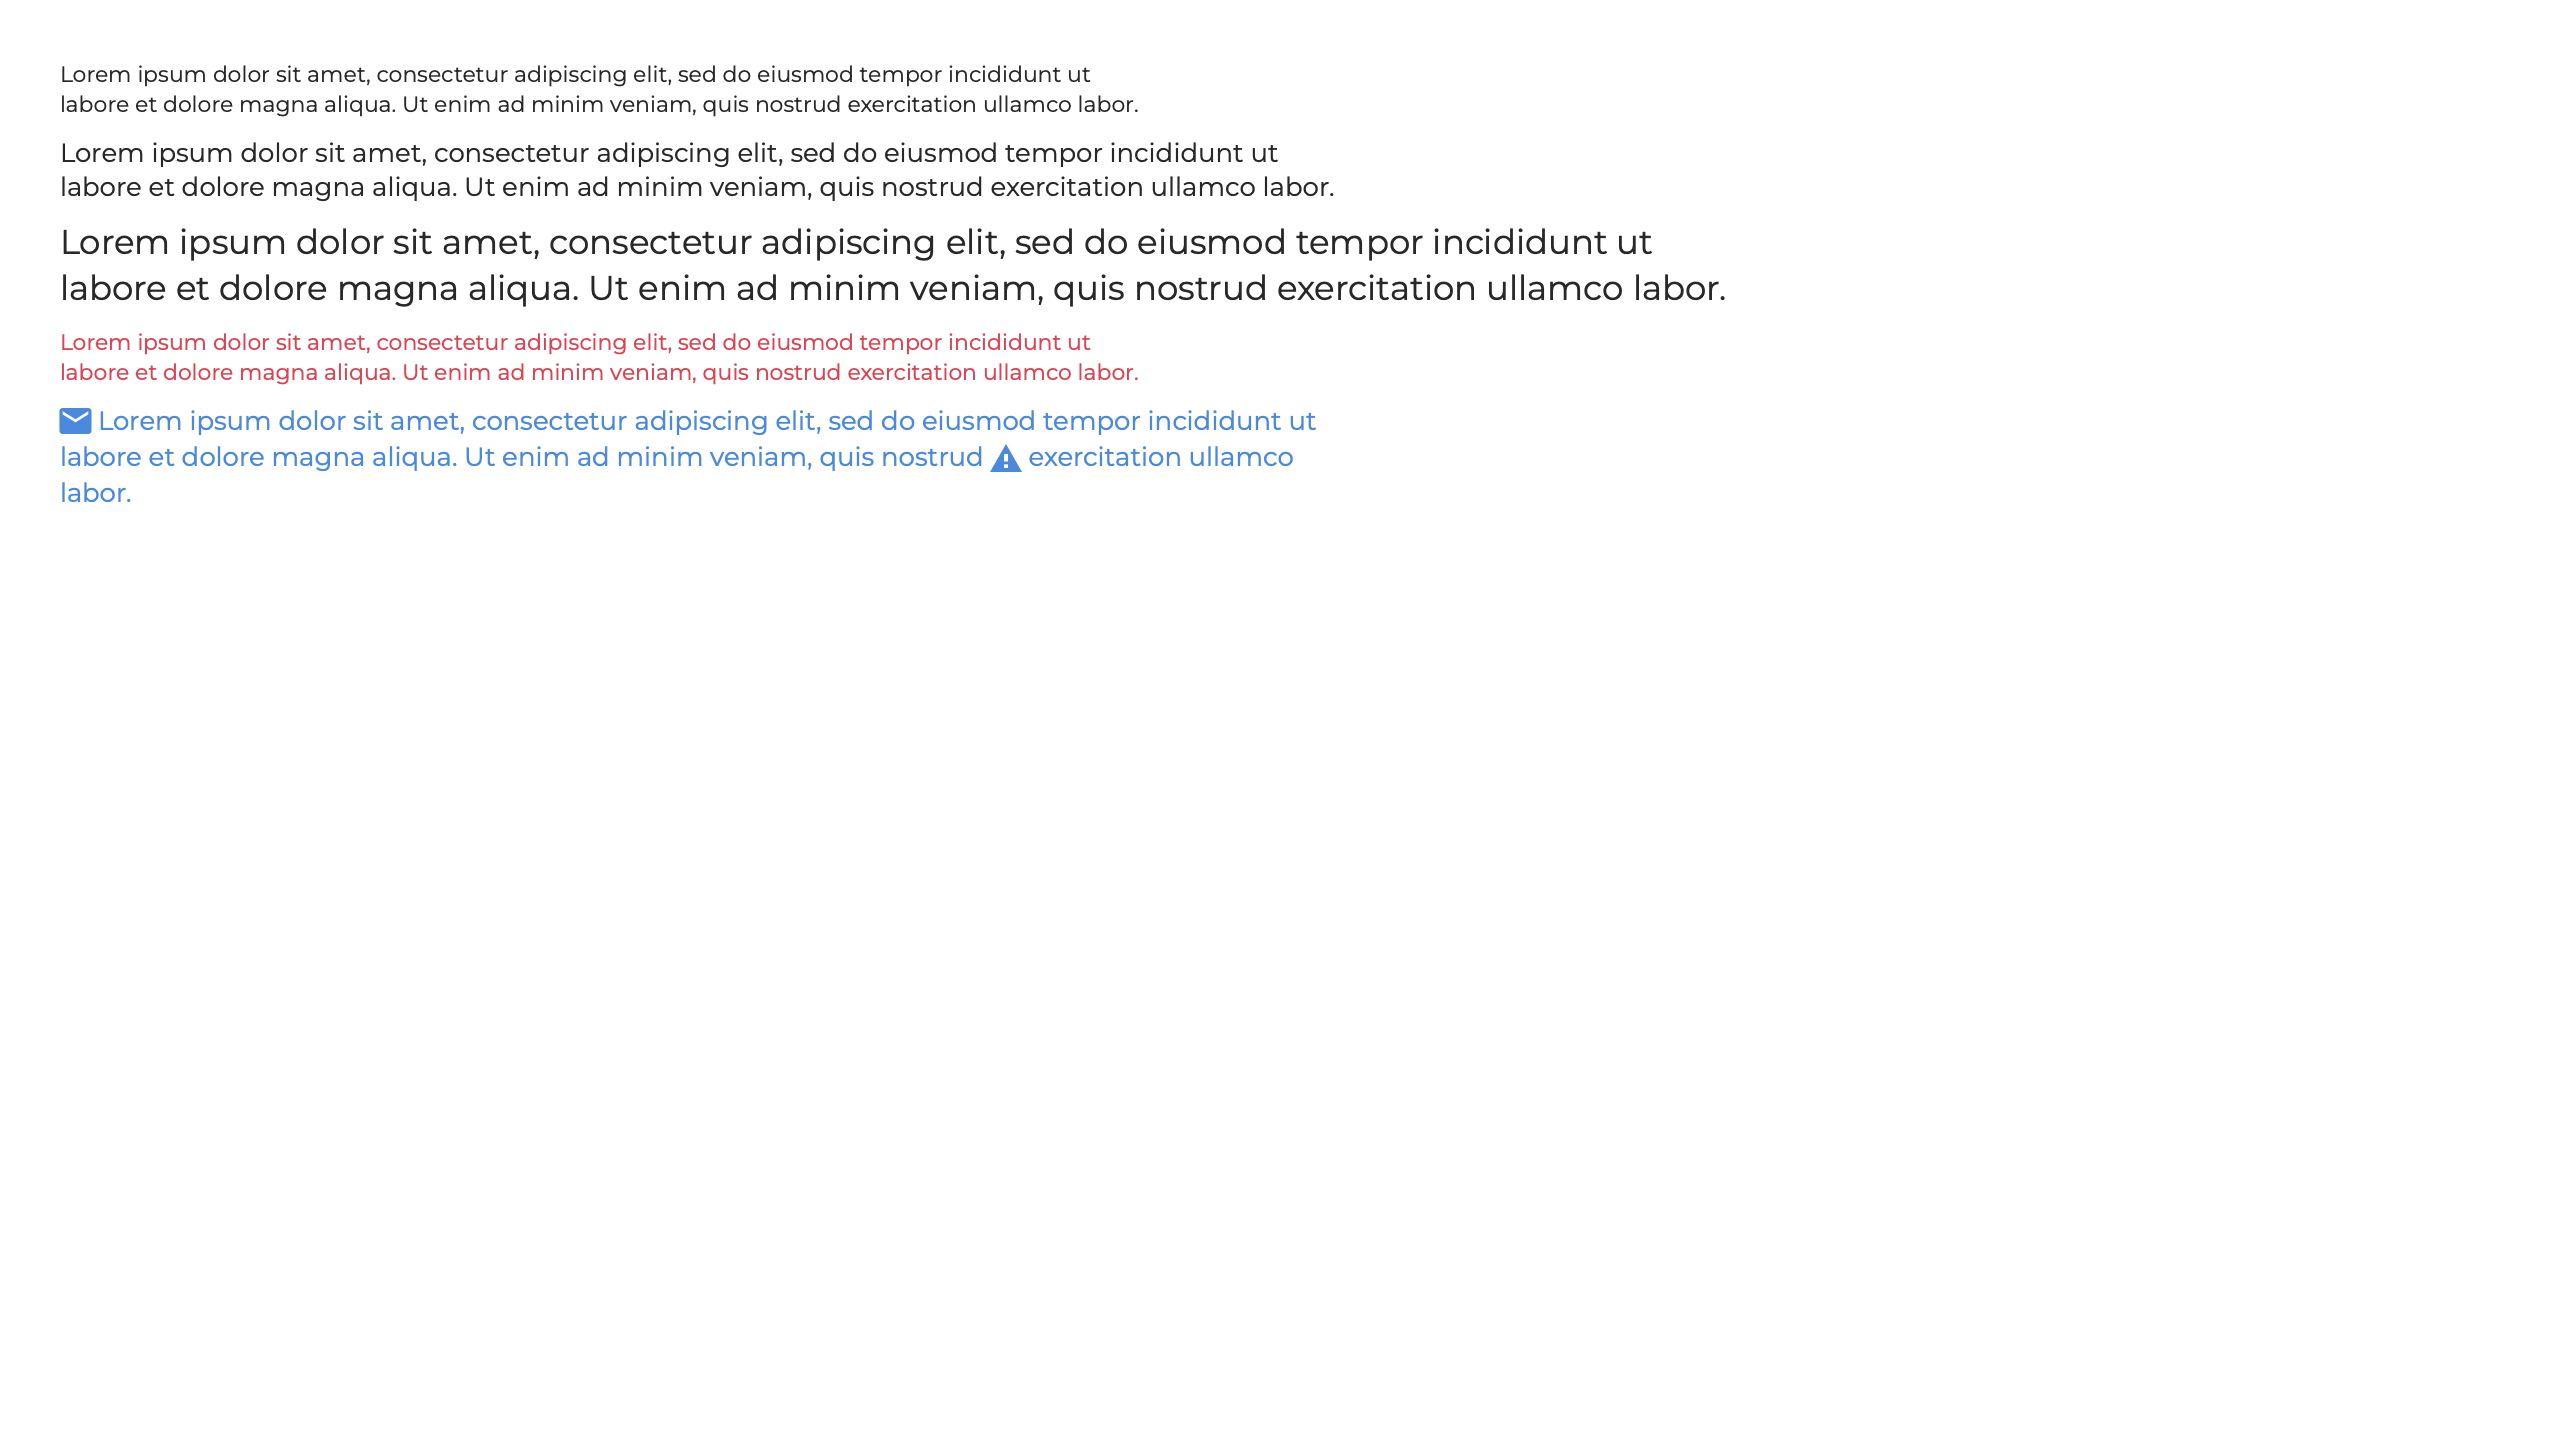 Lorem ipsum dolor sit amet, consectetur adipiscing elit, sed do eiusmod tempor incididunt ut
labore et dolore magna aliqua. Ut enim ad minim veniam, quis nostrud exercitation ullamco labor.
Lorem ipsum dolor sit amet, consectetur adipiscing elit, sed do eiusmod tempor incididunt ut
labore et dolore magna aliqua. Ut enim ad minim veniam, quis nostrud exercitation ullamco labor.
Lorem ipsum dolor sit amet, consectetur adipiscing elit, sed do eiusmod tempor incididunt ut
labore et dolore magna aliqua. Ut enim ad minim veniam, quis nostrud exercitation ullamco labor.
Lorem ipsum dolor sit amet, consectetur adipiscing elit, sed do eiusmod tempor incididunt ut
labore et dolore magna aliqua. Ut enim ad minim veniam, quis nostrud exercitation ullamco labor.
Lorem ipsum dolor sit amet, consectetur adipiscing elit, sed do eiusmod tempor incididunt ut
labore et dolore magna aliqua. Ut enim ad minim veniam, quis nostrud exercitation ullamco
labor.